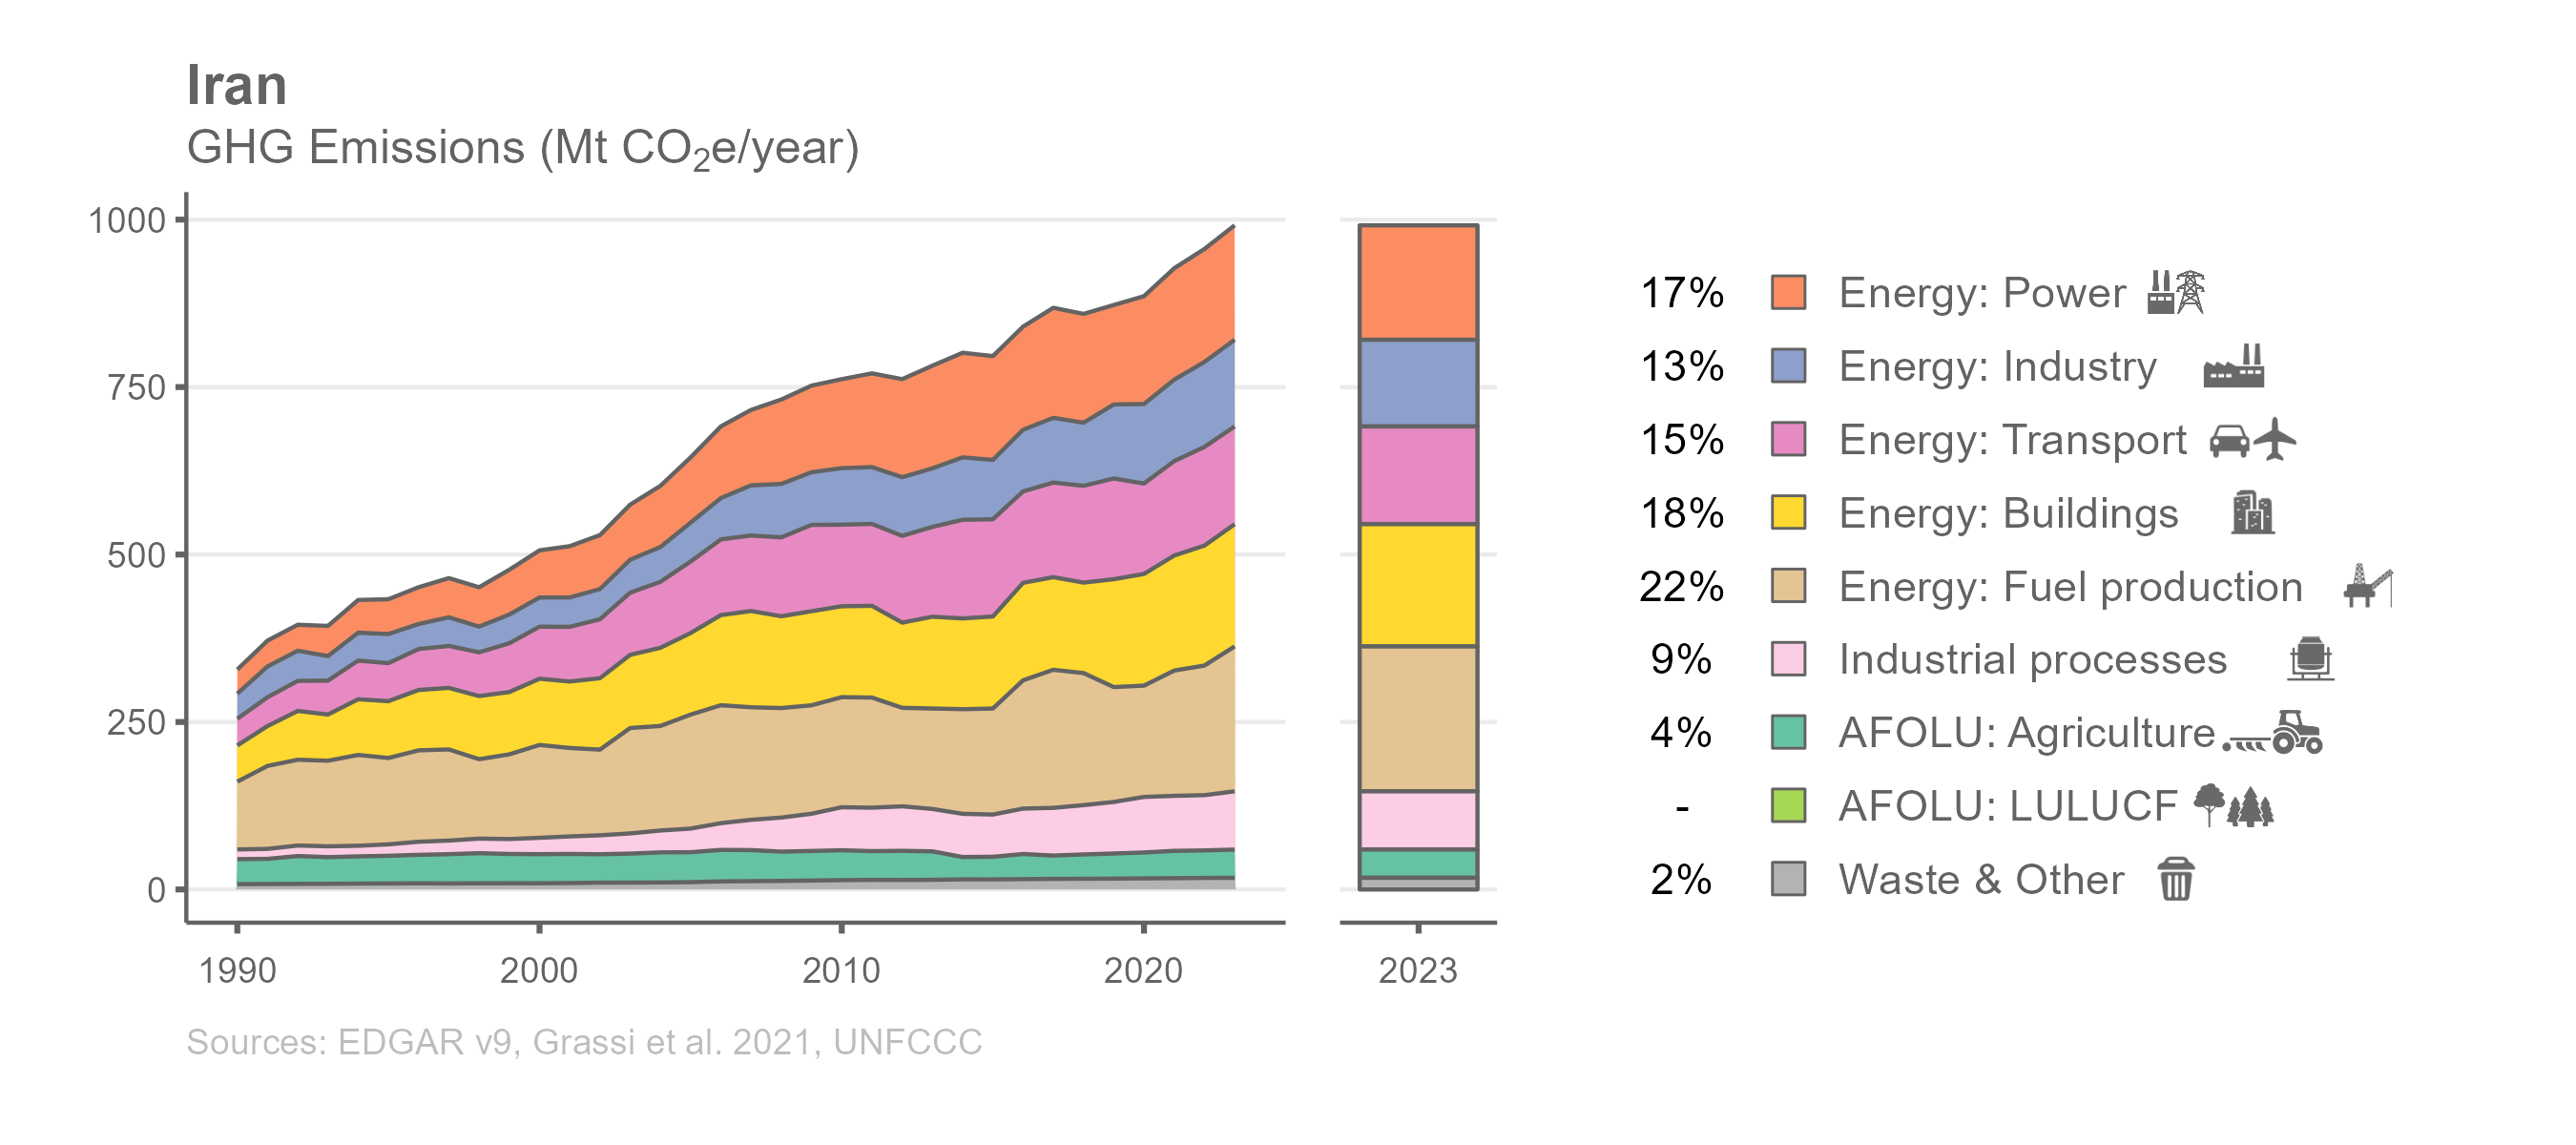 Iran
GHG Emissions (Mt CO₂e/year)
1000
750
500
250
0
1990 2000 2010 2020 2023
17% Energy: Power
13% Energy: Industry
15% Energy: Transport
18% Energy: Buildings
22% Energy: Fuel production
9% Industrial processes
4% AFOLU: Agriculture
- AFOLU: LULUCF
2% Waste & Other
Sources: EDGAR v9, Grassi et al. 2021, UNFCCC